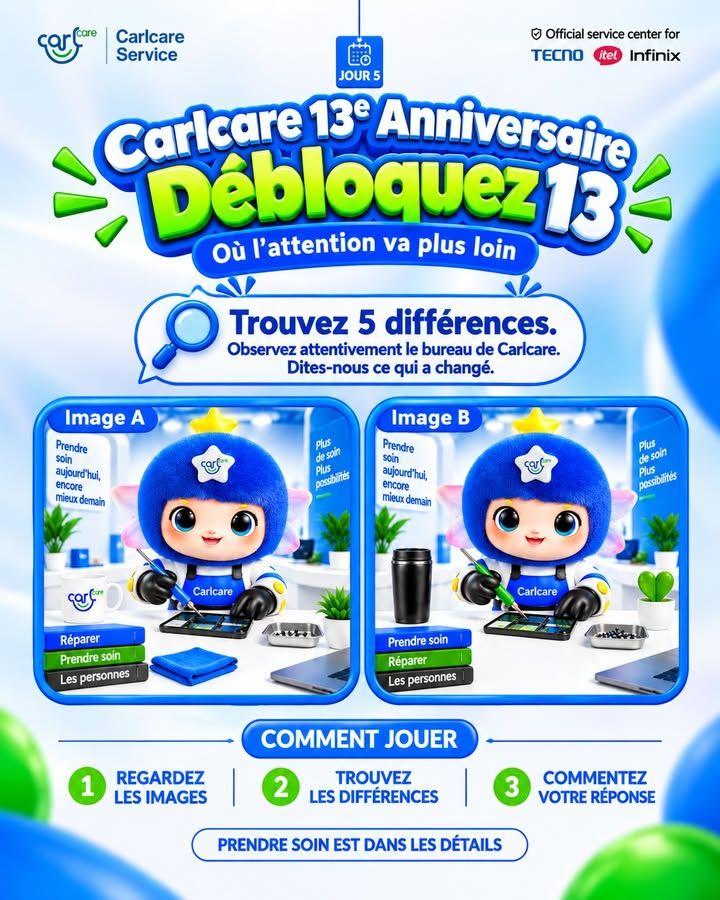 carlcare
Carlcare
Service
Official service center for
TECNO itel Infinix
JOUR 5
Carlcare 13e Anniversaire
Débloquez 13
Où l'attention va plus loin
Trouvez 5 différences.
Observez attentivement le bureau de Carlcare.
Dites-nous ce qui a changé.
Image A
Prendre
soin
aujourd'hui,
encore
mieux demain
Plus
de soin
Plus
possibilités
carlcare
Carlcare
carlcare
Réparer
Prendre soin
Les personnes
Image B
Prendre
soin
aujourd'hui,
encore
mieux demain
Plus
de soin
Plus
possibilités
carlcare
Carlcare
Prendre soin
Réparer
Les personnes
COMMENT JOUER
1 REGARDEZ
LES IMAGES
2 TROUVEZ
LES DIFFÉRENCES
3 COMMENTEZ
VOTRE RÉPONSE
PRENDRE SOIN EST DANS LES DÉTAILS